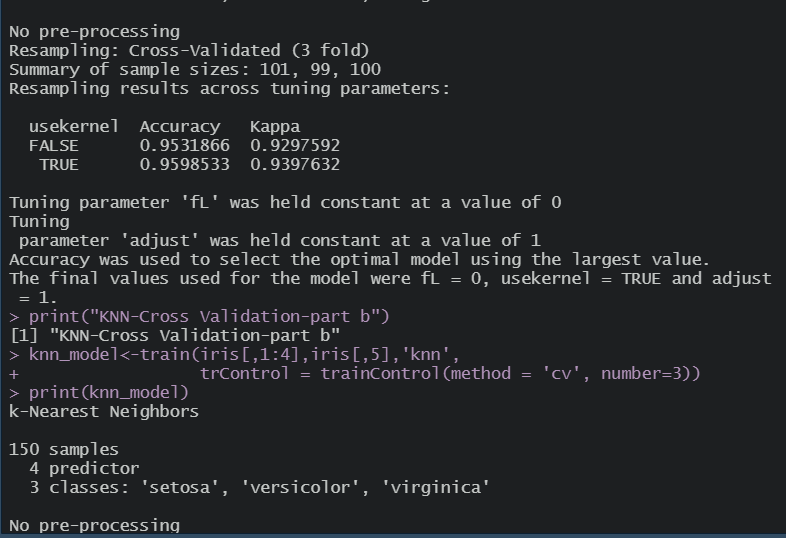 No pre-processing
Resampling: Cross-Validated (3 fold)
Summary of sample sizes: 101, 99, 100
Resampling results across tuning parameters:
  usekernel  Accuracy   Kappa
  FALSE      0.9531866  0.9297592
   TRUE      0.9598533  0.9397632
Tuning parameter 'fL' was held constant at a value of 0
Tuning
 parameter 'adjust' was held constant at a value of 1
Accuracy was used to select the optimal model using the largest value.
The final values used for the model were fL = 0, usekernel = TRUE and adjust
 = 1.
> print("KNN-Cross Validation-part b")
[1] "KNN-Cross Validation-part b"
> knn_model<-train(iris[,1:4],iris[,5],'knn',
+                  trControl = trainControl(method = 'cv', number=3))
> print(knn_model)
k-Nearest Neighbors
150 samples
  4 predictor
  3 classes: 'setosa', 'versicolor', 'virginica'
No pre-processing